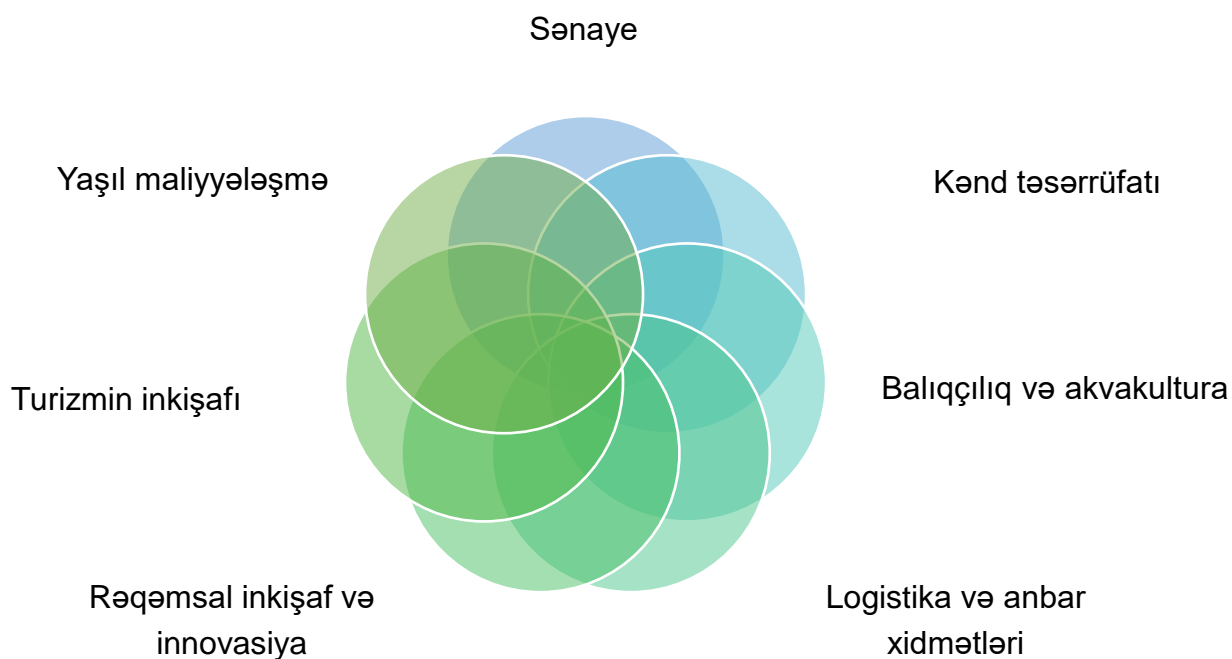 Sənaye
Yaşıl maliyyələşmə
Kənd təsərrüfatı
Turizmin inkişafı
Balıqçılıq və akvakultura
Rəqəmsal inkişaf və
innovasiya
Logistika və anbar
xidmətləri